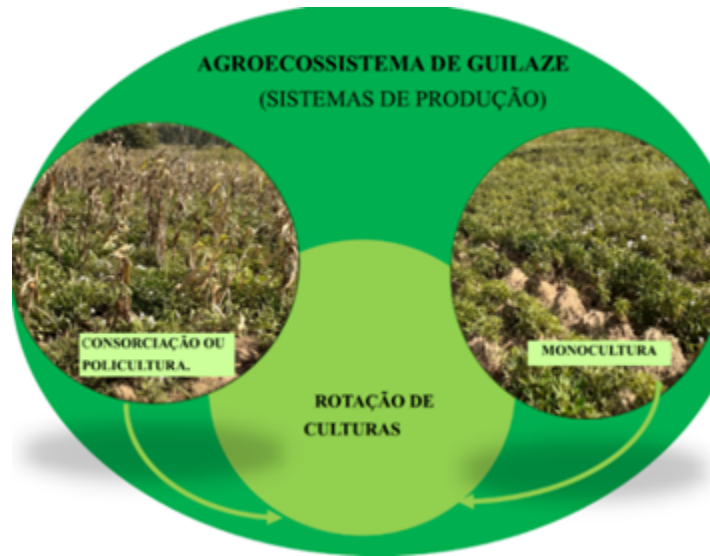 AGROECOSSISTEMA DE GUILAZE
(SISTEMAS DE PRODUÇÃO)
CONSORCIAÇÃO OU
POLICULTURA.
MONOCULTURA
ROTAÇÃO DE
CULTURAS